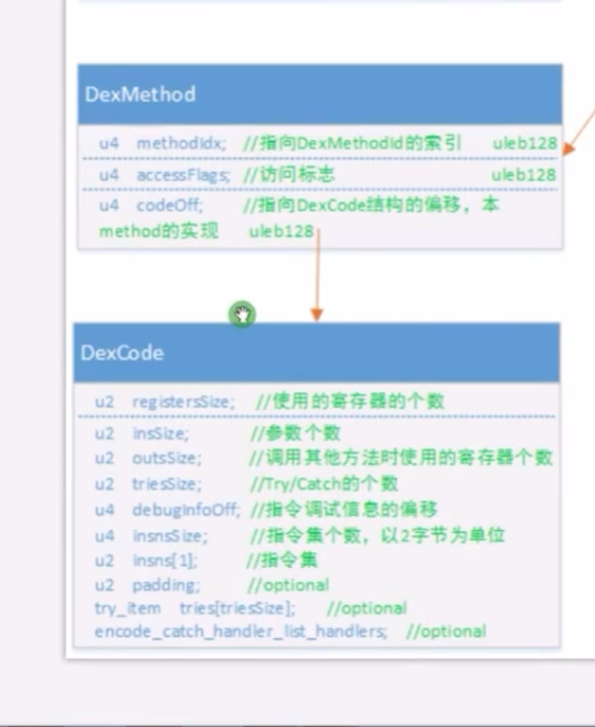 DexMethod
u4 methodIdx; //指向DexMethodId的索引 uleb128
u4 accessFlags; //访问标志 uleb128
u4 codeOff; //指向DexCode结构的偏移，本
method的实现 uleb128
DexCode
u2 registersSize; //使用的寄存器的个数
u2 insSize; //参数个数
u2 outsSize; //调用其他方法时使用的寄存器个数
u2 triesSize; //Try/Catch的个数
u4 debugInfoOff; //指令调试信息的偏移
u4 insnsSize; //指令集个数，以2字节为单位
u2 insns[1]; //指令集
u2 padding; //optional
try_item tries[triesSize]; //optional
encode_catch_handler_list_handlers; //optional